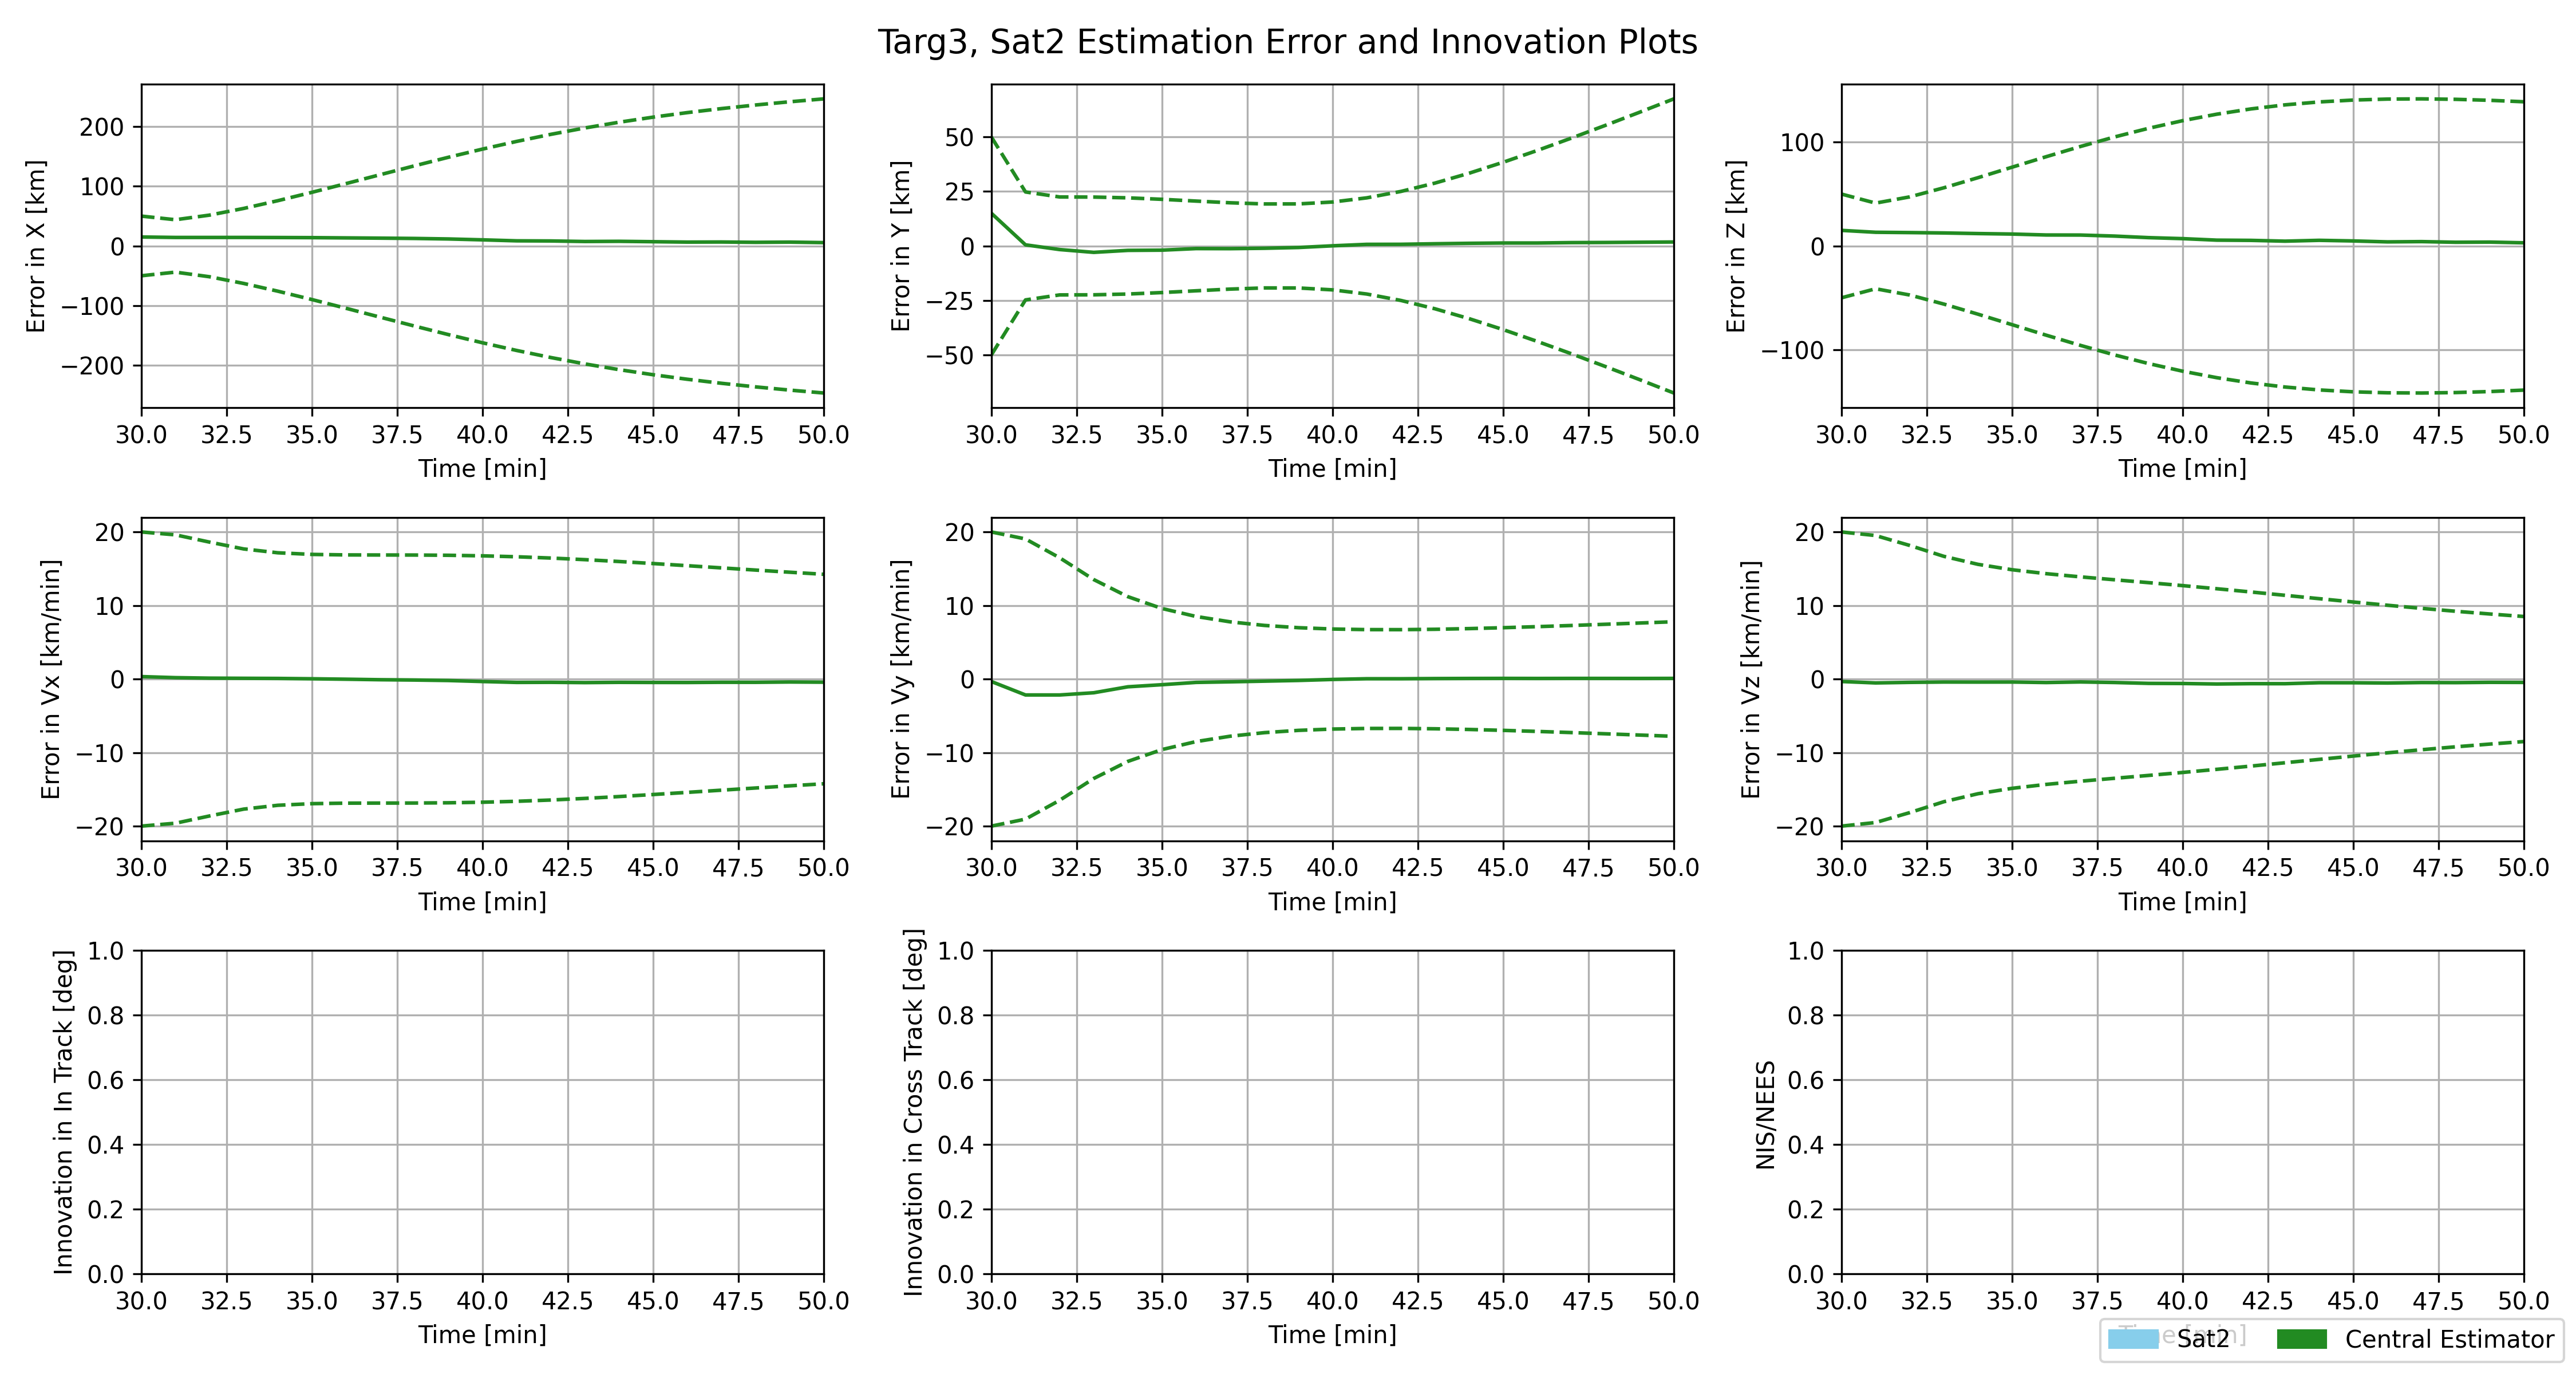 Targ3, Sat2 Estimation Error and Innovation Plots
Error in X [km]
200
100
0
−100
−200
30.0 32.5 35.0 37.5 40.0 42.5 45.0 47.5 50.0
Time [min]
Error in Y [km]
50
25
0
−25
−50
30.0 32.5 35.0 37.5 40.0 42.5 45.0 47.5 50.0
Time [min]
Error in Z [km]
100
0
−100
30.0 32.5 35.0 37.5 40.0 42.5 45.0 47.5 50.0
Time [min]
Error in Vx [km/min]
20
10
0
−10
−20
30.0 32.5 35.0 37.5 40.0 42.5 45.0 47.5 50.0
Time [min]
Error in Vy [km/min]
20
10
0
−10
−20
30.0 32.5 35.0 37.5 40.0 42.5 45.0 47.5 50.0
Time [min]
Error in Vz [km/min]
20
10
0
−10
−20
30.0 32.5 35.0 37.5 40.0 42.5 45.0 47.5 50.0
Time [min]
Innovation in In Track [deg]
1.0
0.8
0.6
0.4
0.2
0.0
30.0 32.5 35.0 37.5 40.0 42.5 45.0 47.5 50.0
Time [min]
Innovation in Cross Track [deg]
1.0
0.8
0.6
0.4
0.2
0.0
30.0 32.5 35.0 37.5 40.0 42.5 45.0 47.5 50.0
Time [min]
NIS/NEES
1.0
0.8
0.6
0.4
0.2
0.0
30.0 32.5 35.0 37.5 40.0 42.5 45.0 47.5 50.0
Sat2 Central Estimator